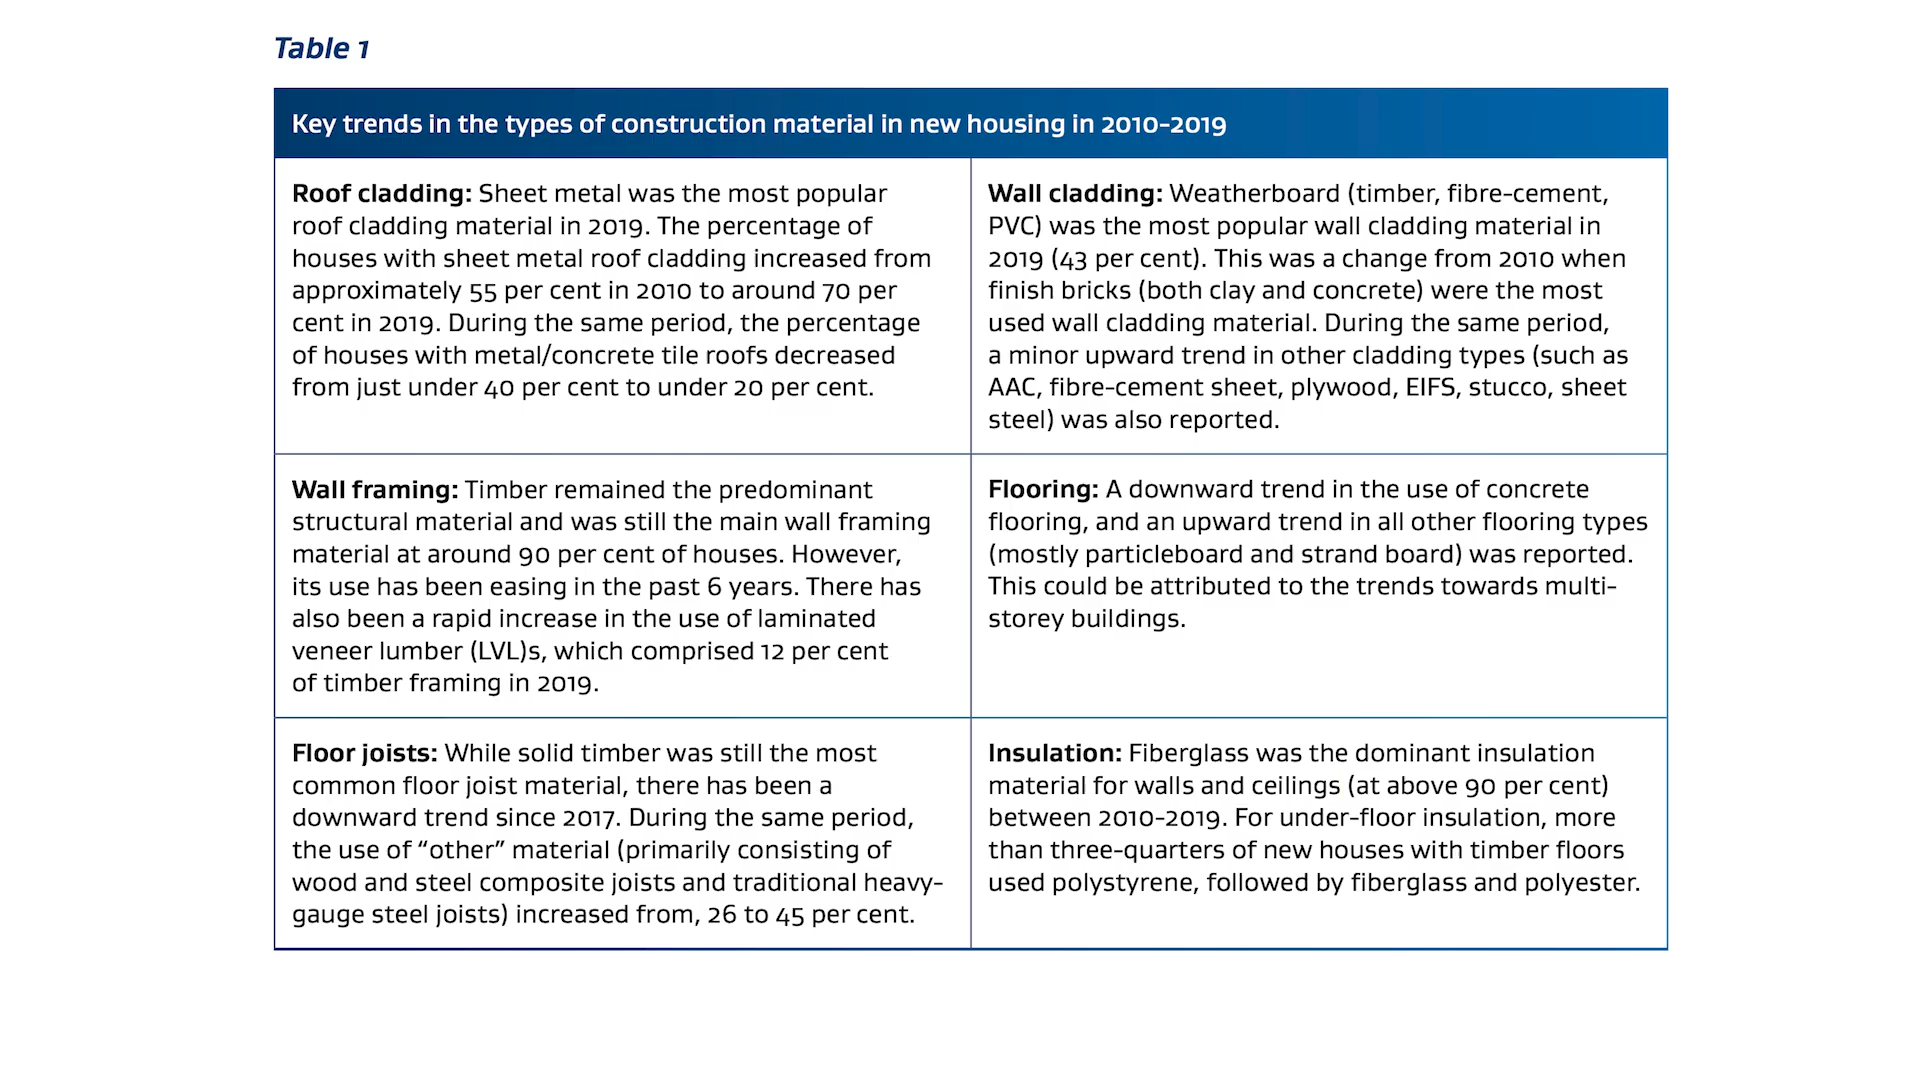 Table 1
Key trends in the types of construction material in new housing in 2010-2019
Roof cladding: Sheet metal was the most popular
roof cladding material in 2019. The percentage of
houses with sheet metal roof cladding increased from
approximately 55 per cent in 2010 to around 70 per
cent in 2019. During the same period, the percentage
of houses with metal/concrete tile roofs decreased
from just under 40 per cent to under 20 per cent.
Wall cladding: Weatherboard (timber, fibre-cement,
PVC) was the most popular wall cladding material in
2019 (43 per cent). This was a change from 2010 when
finish bricks (both clay and concrete) were the most
used wall cladding material. During the same period,
a minor upward trend in other cladding types (such as
AAC, fibre-cement sheet, plywood, EIFS, stucco, sheet
steel) was also reported.
Wall framing: Timber remained the predominant
structural material and was still the main wall framing
material at around 90 per cent of houses. However,
its use has been easing in the past 6 years. There has
also been a rapid increase in the use of laminated
veneer lumber (LVL)s, which comprised 12 per cent
of timber framing in 2019.
Flooring: A downward trend in the use of concrete
flooring, and an upward trend in all other flooring types
(mostly particleboard and strand board) was reported.
This could be attributed to the trends towards multi-
storey buildings.
Floor joists: While solid timber was still the most
common floor joist material, there has been a
downward trend since 2017. During the same period,
the use of “other” material (primarily consisting of
wood and steel composite joists and traditional heavy-
gauge steel joists) increased from, 26 to 45 per cent.
Insulation: Fiberglass was the dominant insulation
material for walls and ceilings (at above 90 per cent)
between 2010-2019. For under-floor insulation, more
than three-quarters of new houses with timber floors
used polystyrene, followed by fiberglass and polyester.